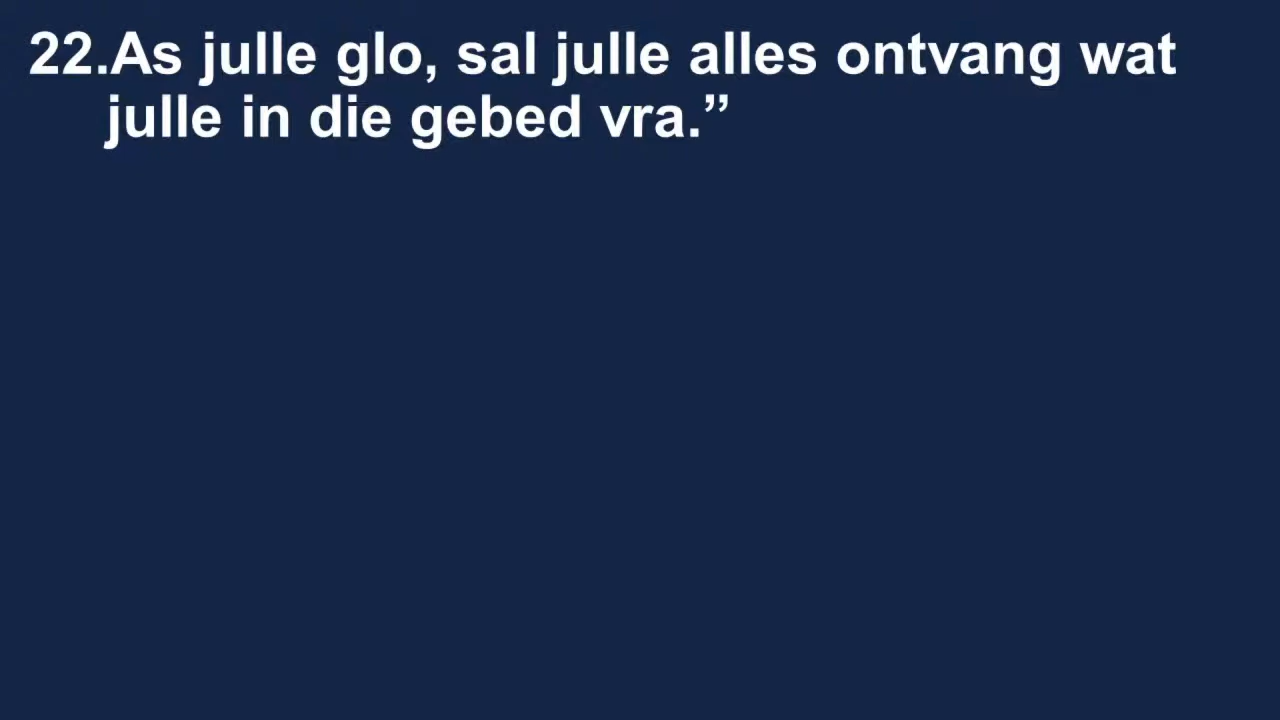 22.As julle glo, sal julle alles ontvang wat
julle in die gebed vra.”